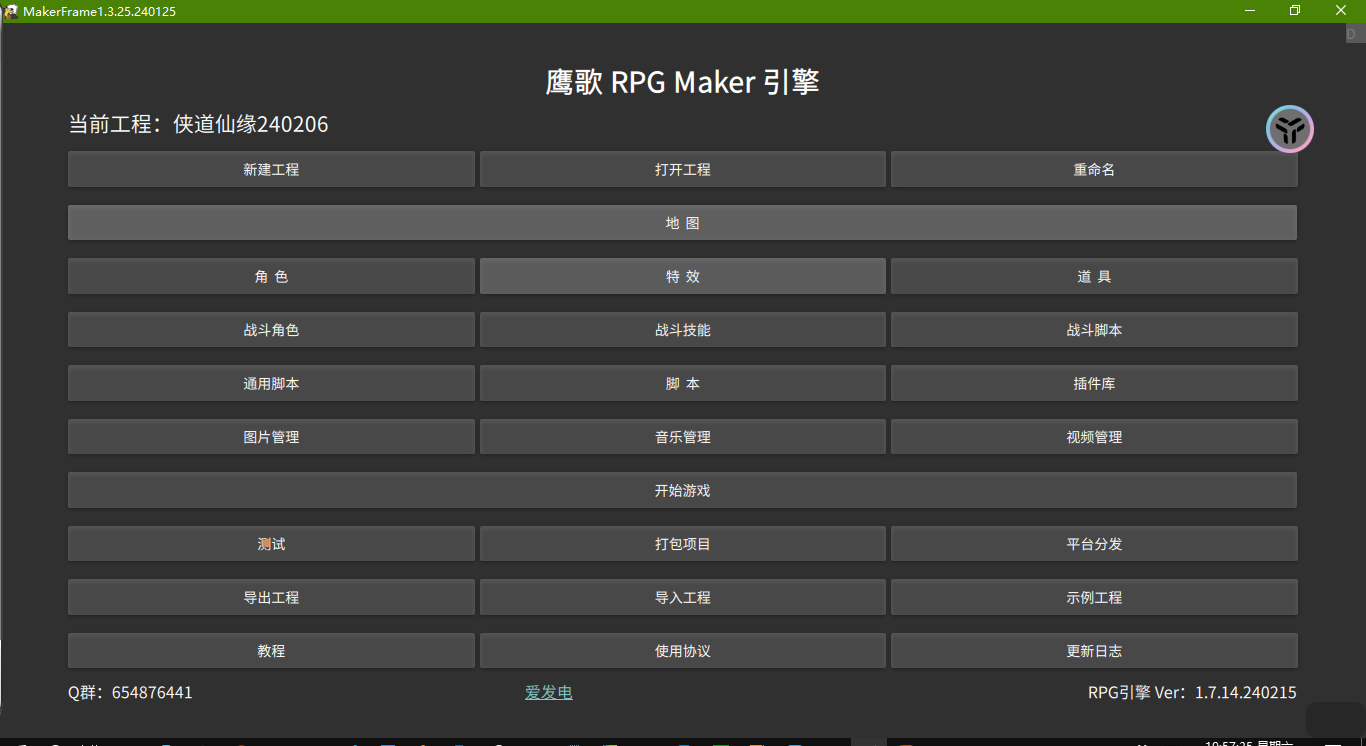 MakerFrame1.3.25.240125
D
鹰歌 RPG Maker 引擎
当前工程：侠道仙缘240206
新建工程 打开工程 重命名
地 图
角 色 特 效 道 具
战斗角色 战斗技能 战斗脚本
通用脚本 脚 本 插件库
图片管理 音乐管理 视频管理
开始游戏
测试 打包项目 平台分发
导出工程 导入工程 示例工程
教程 使用协议 更新日志
Q群：654876441 爱发电 RPG引擎 Ver：1.7.14.240215